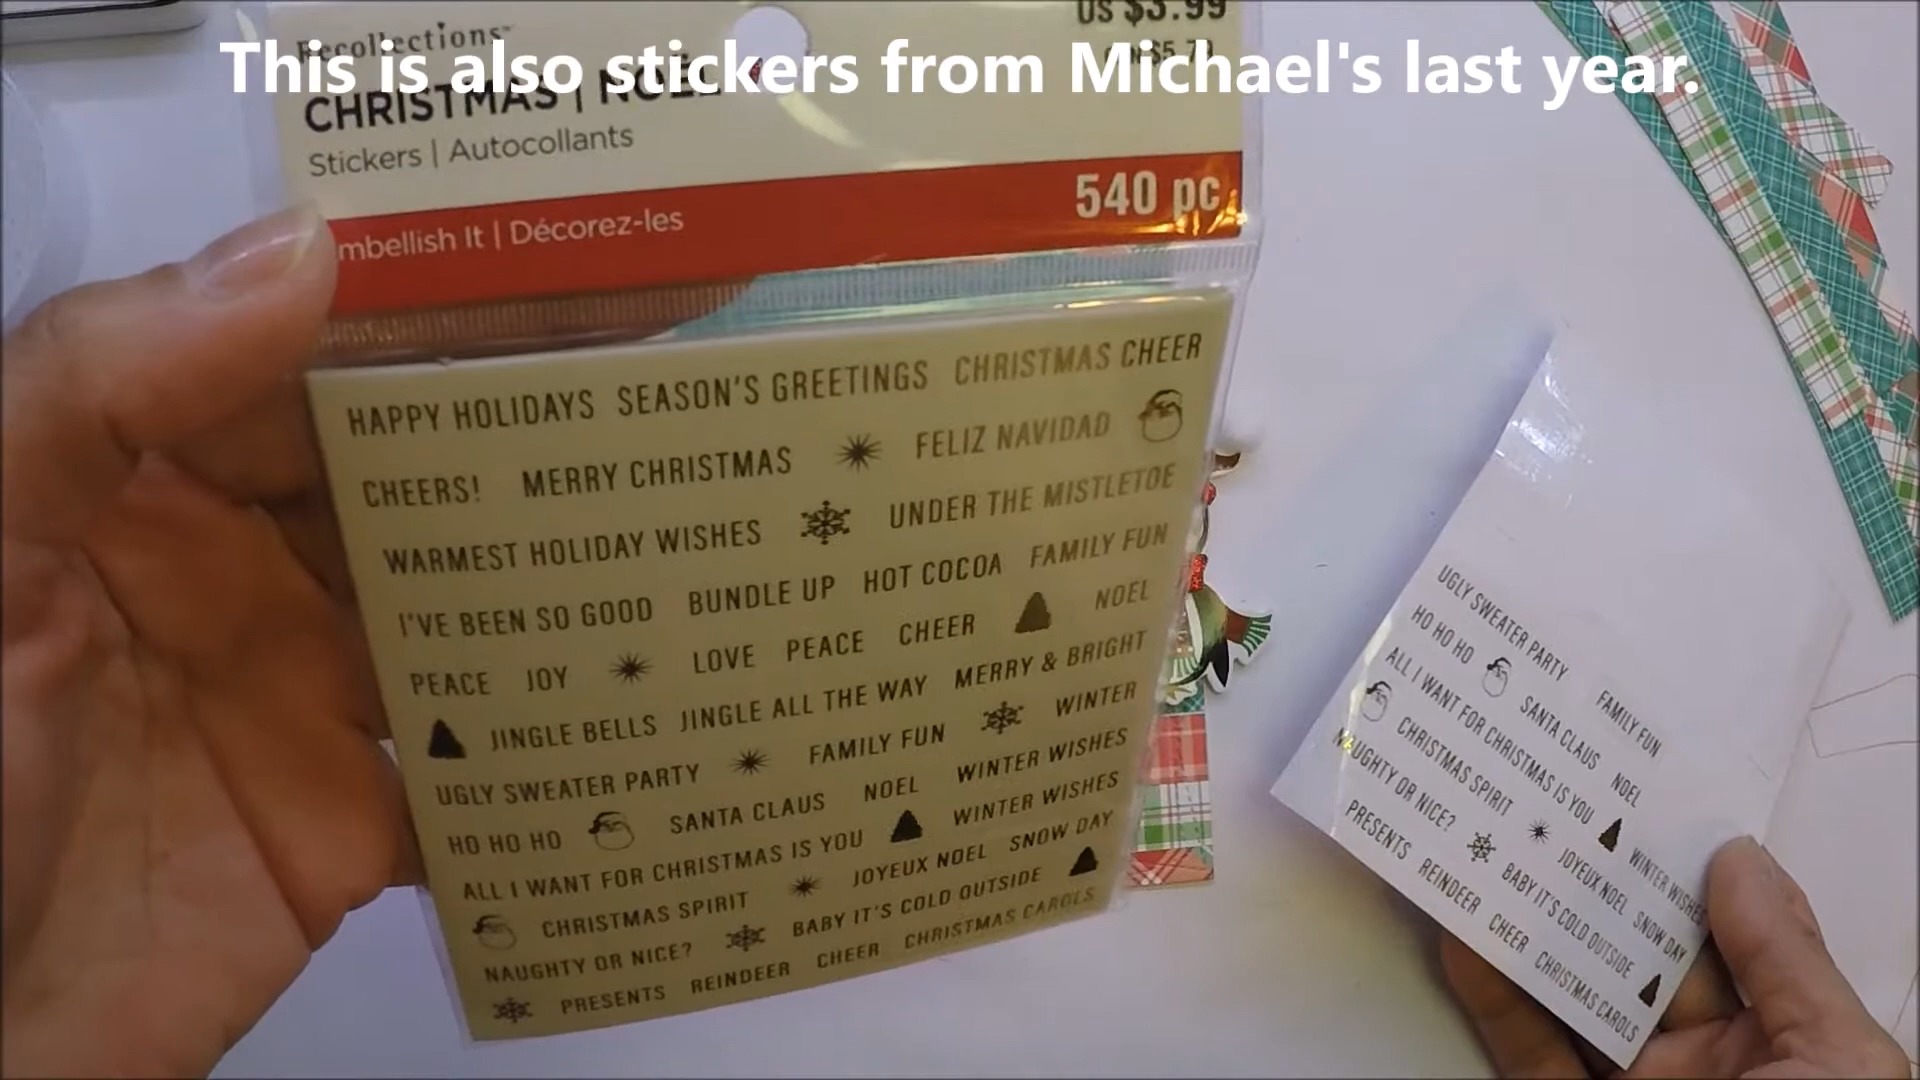 This is also stickers from Michael's last year.
Recollections™
US $3.99
CHRISTMAS | NOËL
Stickers | Autocollants
540 pc
mbellish It | Décorez-les
HAPPY HOLIDAYS SEASON'S GREETINGS CHRISTMAS CHEER
CHEERS! MERRY CHRISTMAS FELIZ NAVIDAD
WARMEST HOLIDAY WISHES UNDER THE MISTLETOE
I'VE BEEN SO GOOD BUNDLE UP HOT COCOA FAMILY FUN
PEACE JOY LOVE PEACE CHEER NOEL
JINGLE BELLS JINGLE ALL THE WAY MERRY & BRIGHT
UGLY SWEATER PARTY FAMILY FUN WINTER
HO HO HO SANTA CLAUS NOEL WINTER WISHES
ALL I WANT FOR CHRISTMAS IS YOU WINTER WISHES
CHRISTMAS SPIRIT JOYEUX NOEL SNOW DAY
NAUGHTY OR NICE? BABY IT'S COLD OUTSIDE
PRESENTS REINDEER CHEER CHRISTMAS CAROLS
UGLY SWEATER PARTY FAMILY FUN
HO HO HO SANTA CLAUS NOEL
ALL I WANT FOR CHRISTMAS IS YOU WINTER WISHES
CHRISTMAS SPIRIT JOYEUX NOEL SNOW DAY
NAUGHTY OR NICE? BABY IT'S COLD OUTSIDE
PRESENTS REINDEER CHEER CHRISTMAS CAROLS